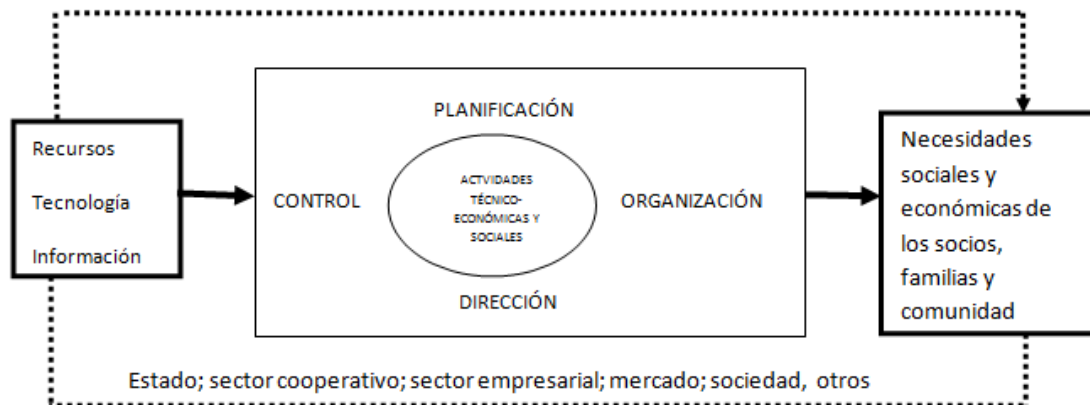 Recursos
Tecnología
Información
PLANIFICACIÓN
CONTROL
ACTVIDADES
TÉCNICO-
ECONÓMICAS Y
SOCIALES
ORGANIZACIÓN
DIRECCIÓN
Necesidades
sociales y
económicas de
los socios,
familias y
comunidad
Estado; sector cooperativo; sector empresarial; mercado; sociedad, otros